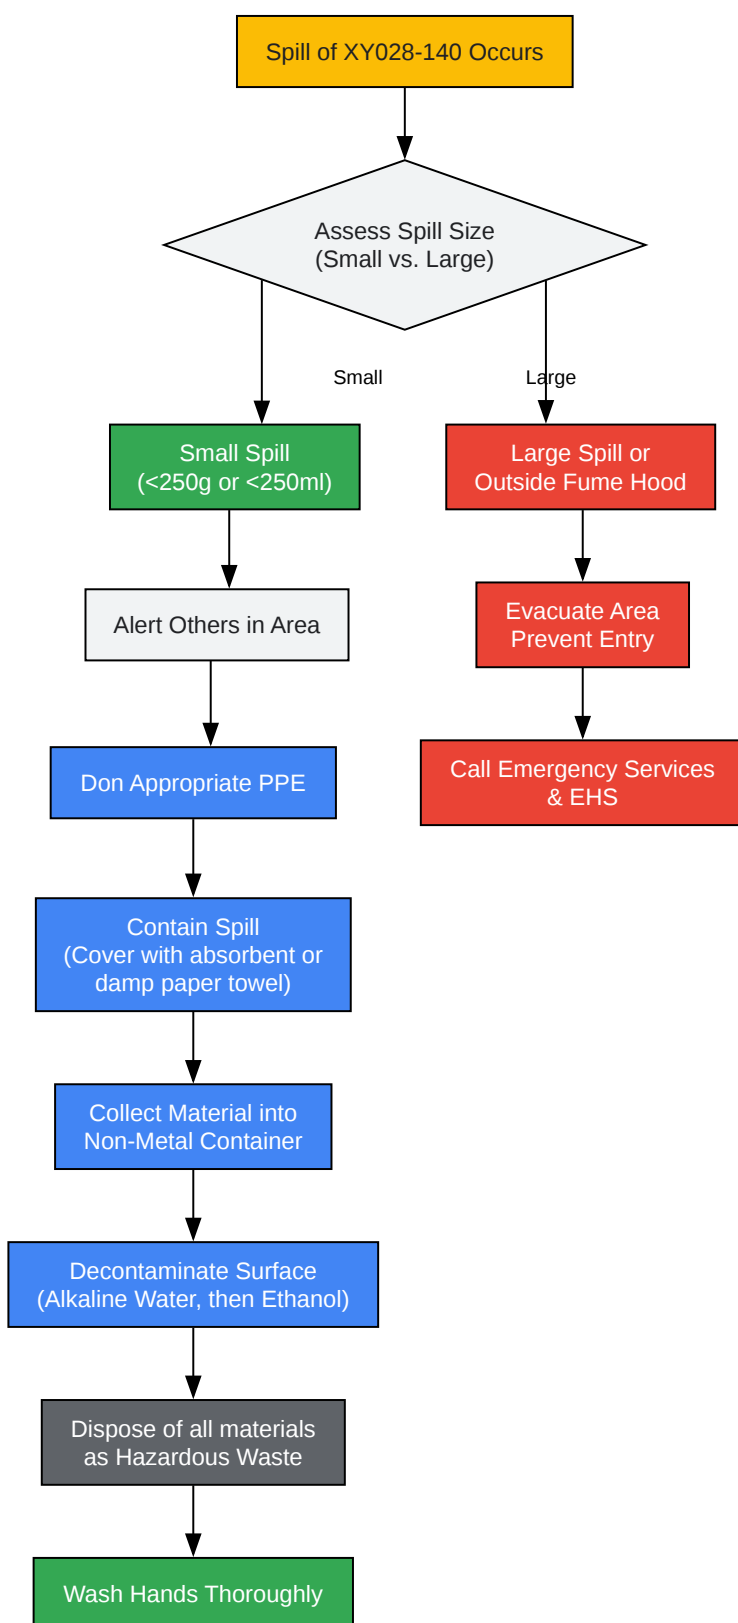 Spill of XY028-140 Occurs
Assess Spill Size
(Small vs. Large)
Small
Large
Small Spill
(<250g or <250ml)
Large Spill or
Outside Fume Hood
Alert Others in Area
Evacuate Area
Prevent Entry
Don Appropriate PPE
Call Emergency Services
& EHS
Contain Spill
(Cover with absorbent or
damp paper towel)
Collect Material into
Non-Metal Container
Decontaminate Surface
(Alkaline Water, then Ethanol)
Dispose of all materials
as Hazardous Waste
Wash Hands Thoroughly